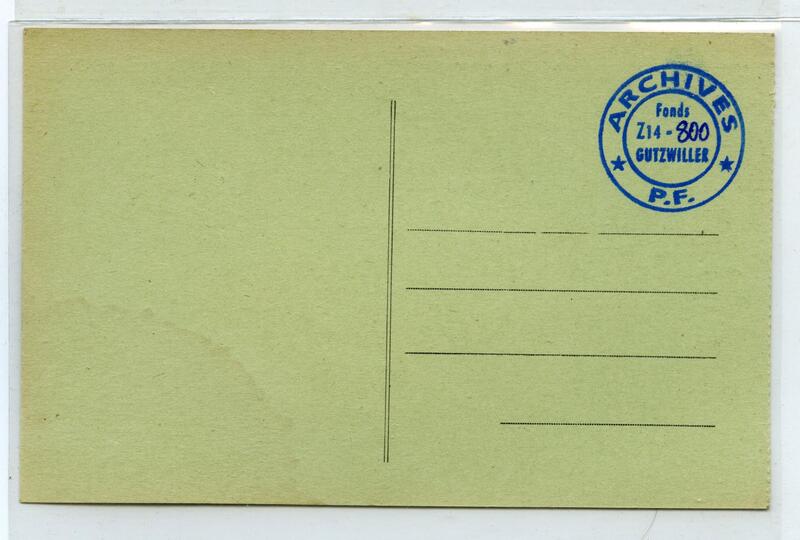 ARCHIVES
Fonds
Z14-800
GUTZWILLER
P.F.